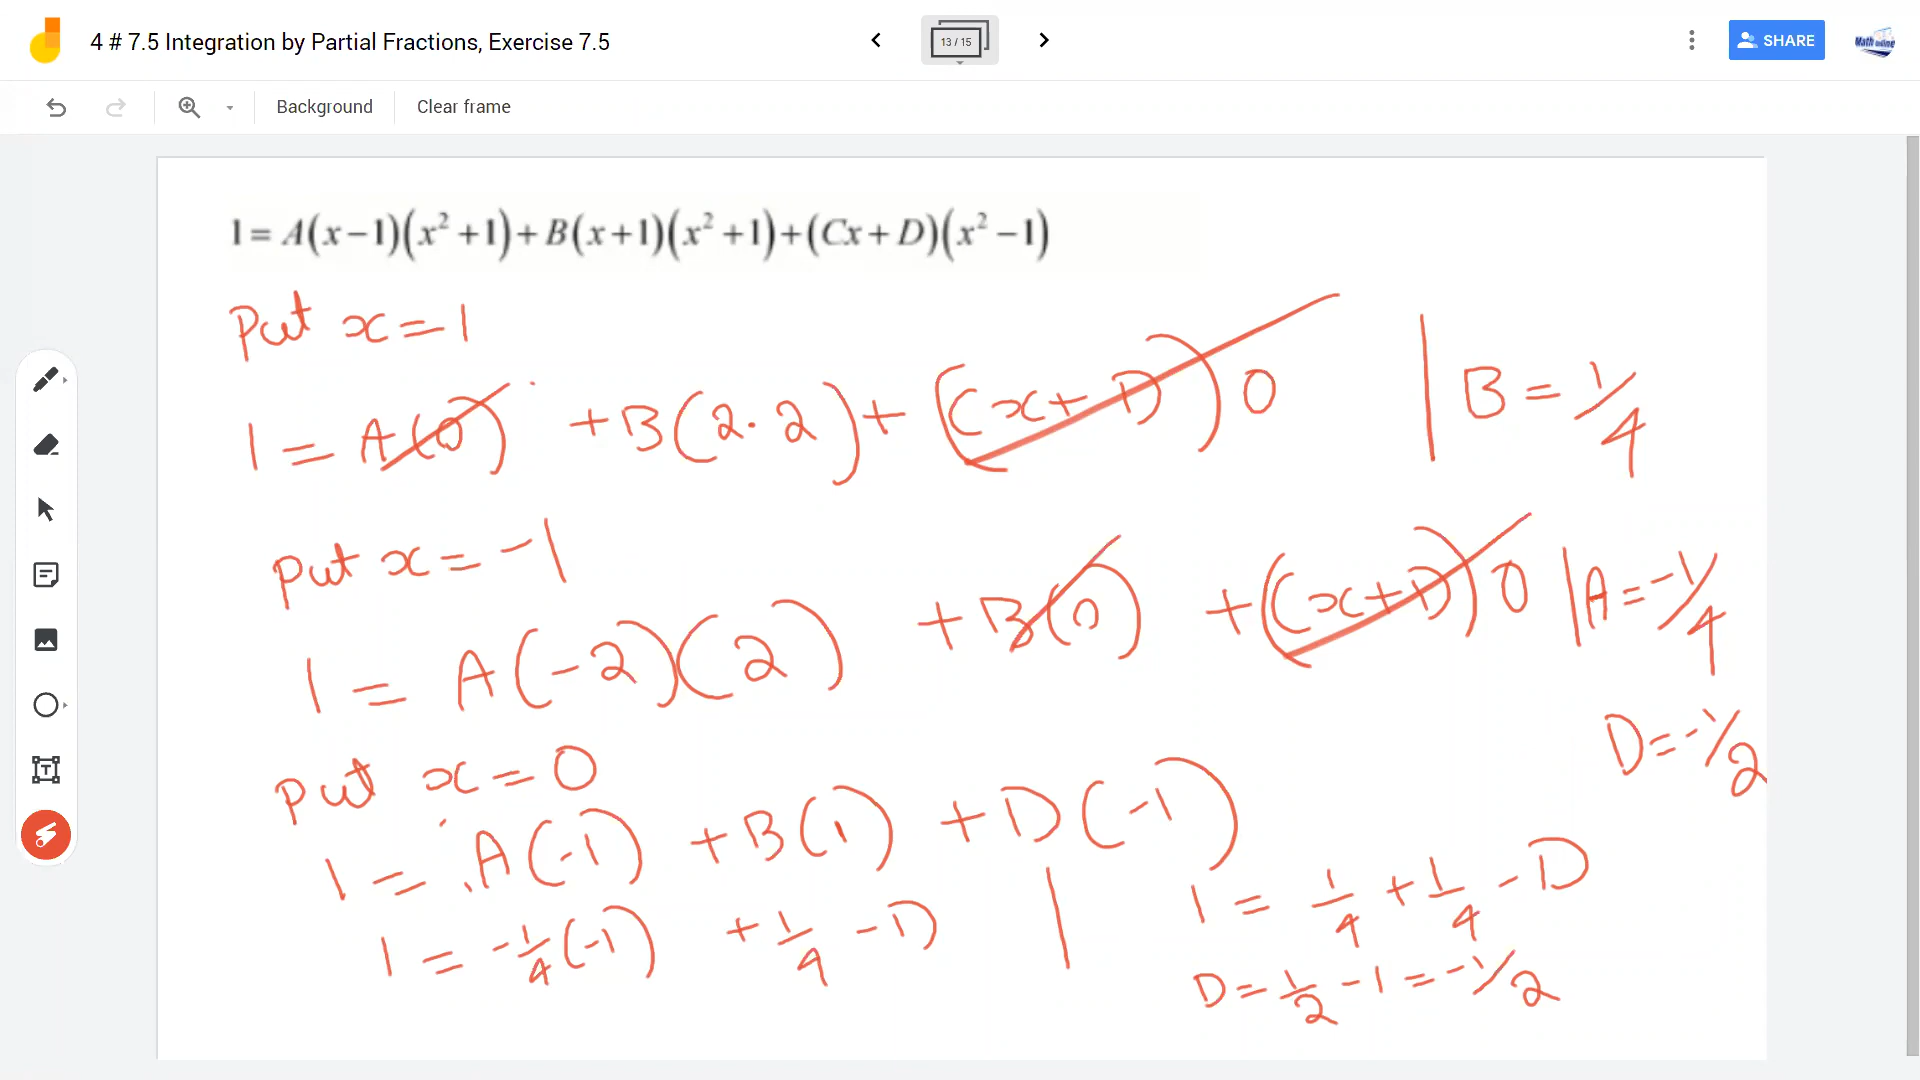 4 # 7.5 Integration by Partial Fractions, Exercise 7.5
13 / 15
SHARE
Math online
Background
Clear frame
1 = A(x−1)(x²+1)+B(x+1)(x²+1)+(Cx+D)(x²−1)
Put x=1
1 = A(0) +B(2·2)+ (Cx+D)0 | B = 1/4
Put x=-1
1 = A(-2)(2) +B(0) +(Cx+D)0 | A=-1/4
D=-1/2
Put x=0
1 = A(-1) +B(1) +D(-1)
1 = -1/4(-1) +1/4 -D | 1 = 1/4 +1/4 -D
D=1/2 -1 = -1/2